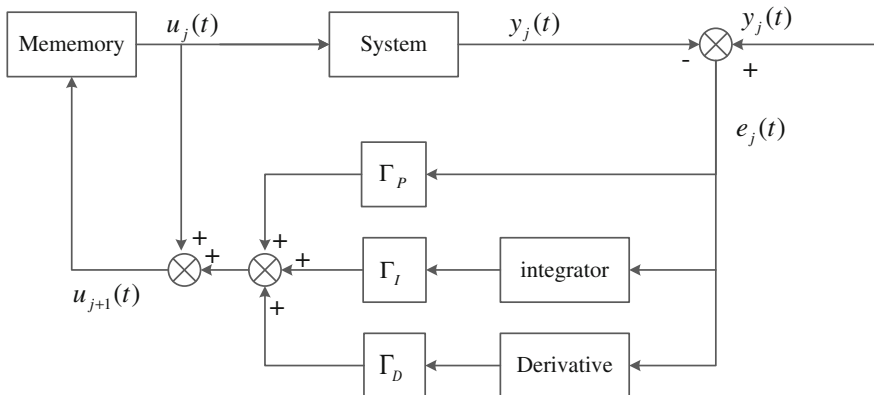 Mememory
u_j(t)
System
y_j(t)
y_j(t)
-
+
e_j(t)
Γ_P
+
+
+
+
Γ_I
integrator
u_{j+1}(t)
+
Γ_D
Derivative